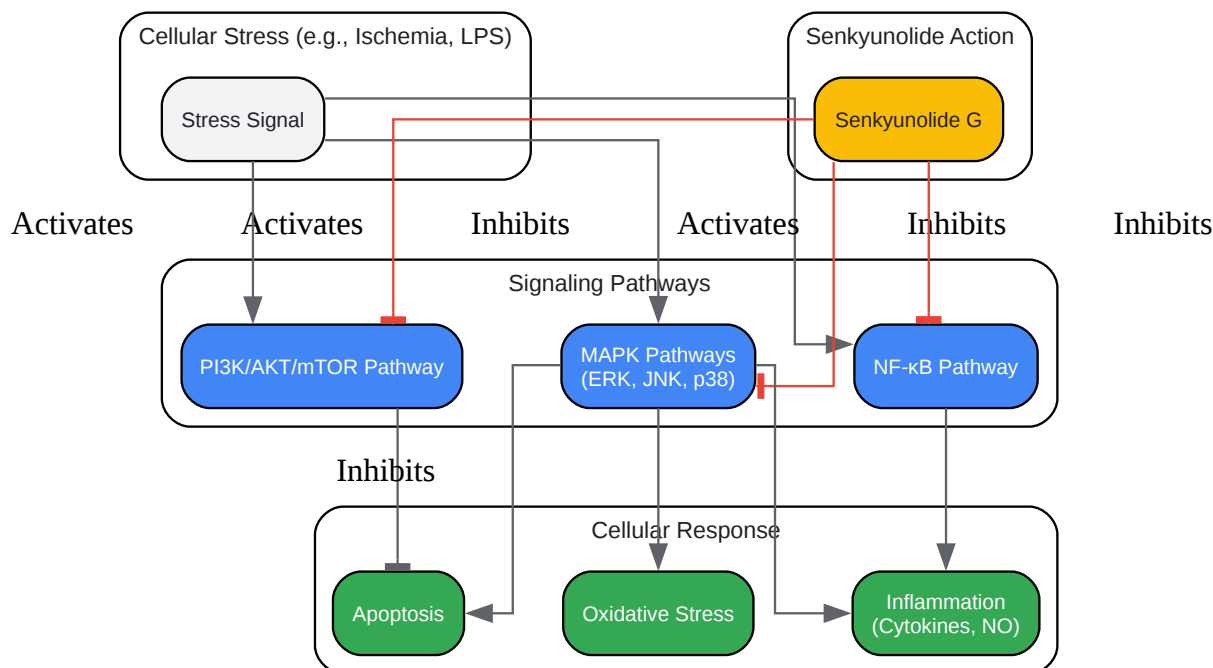 Cellular Stress (e.g., Ischemia, LPS)
Senkyunolide Action
Stress Signal
Senkyunolide G
Activates
Activates
Inhibits
Activates
Inhibits
Inhibits
Signaling Pathways
PI3K/AKT/mTOR Pathway
MAPK Pathways
(ERK, JNK, p38)
NF-κB Pathway
Inhibits
Cellular Response
Apoptosis
Oxidative Stress
Inflammation
(Cytokines, NO)